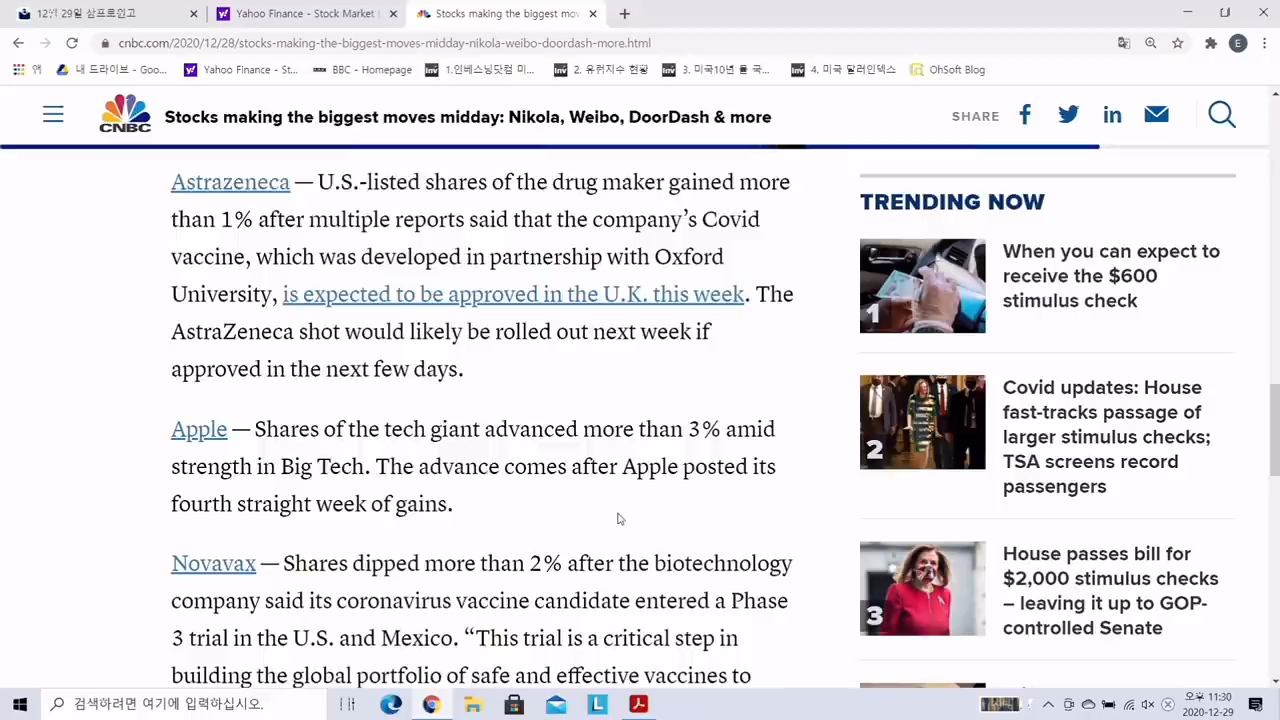 12월 29일 삼프로인고
Yahoo Finance - Stock Market
Stocks making the biggest mov
cnbc.com/2020/12/28/stocks-making-the-biggest-moves-midday-nikola-weibo-doordash-more.html
E
앱
내 드라이브 - Goo...
Yahoo Finance - St...
BBC - Homepage
1.인베스닝닷컴 미...
2. 유뤄지수 현황
3. 미국10년 물 국...
4. 미국 달러인덱스
OhSoft Blog
CNBC
Stocks making the biggest moves midday: Nikola, Weibo, DoorDash & more
SHARE
Astrazeneca — U.S.-listed shares of the drug maker gained more
than 1% after multiple reports said that the company’s Covid
vaccine, which was developed in partnership with Oxford
University, is expected to be approved in the U.K. this week. The
AstraZeneca shot would likely be rolled out next week if
approved in the next few days.
Apple — Shares of the tech giant advanced more than 3% amid
strength in Big Tech. The advance comes after Apple posted its
fourth straight week of gains.
Novavax — Shares dipped more than 2% after the biotechnology
company said its coronavirus vaccine candidate entered a Phase
3 trial in the U.S. and Mexico. “This trial is a critical step in
building the global portfolio of safe and effective vaccines to
TRENDING NOW
1
When you can expect to
receive the $600
stimulus check
2
Covid updates: House
fast-tracks passage of
larger stimulus checks;
TSA screens record
passengers
3
House passes bill for
$2,000 stimulus checks
– leaving it up to GOP-
controlled Senate
검색하려면 여기에 입력하십시오.
오후 11:30
2020-12-29